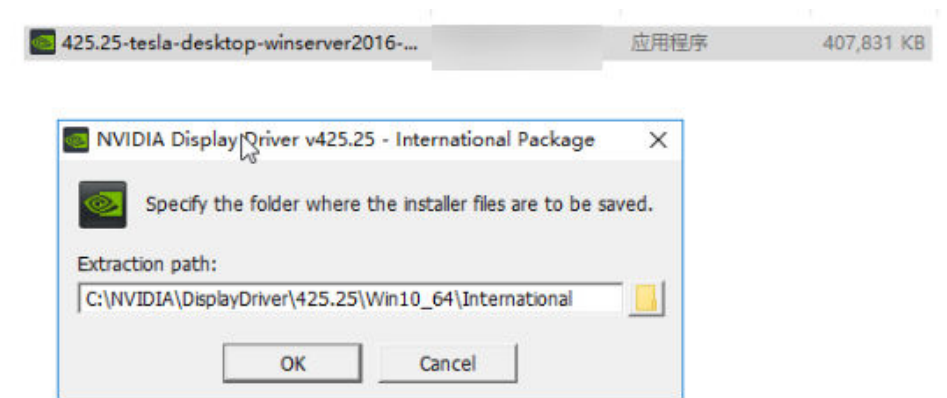 425.25-tesla-desktop-winserver2016-... 应用程序 407,831 KB
NVIDIA Display Driver v425.25 - International Package
Specify the folder where the installer files are to be saved.
Extraction path:
C:\NVIDIA\DisplayDriver\425.25\Win10_64\International
OK Cancel